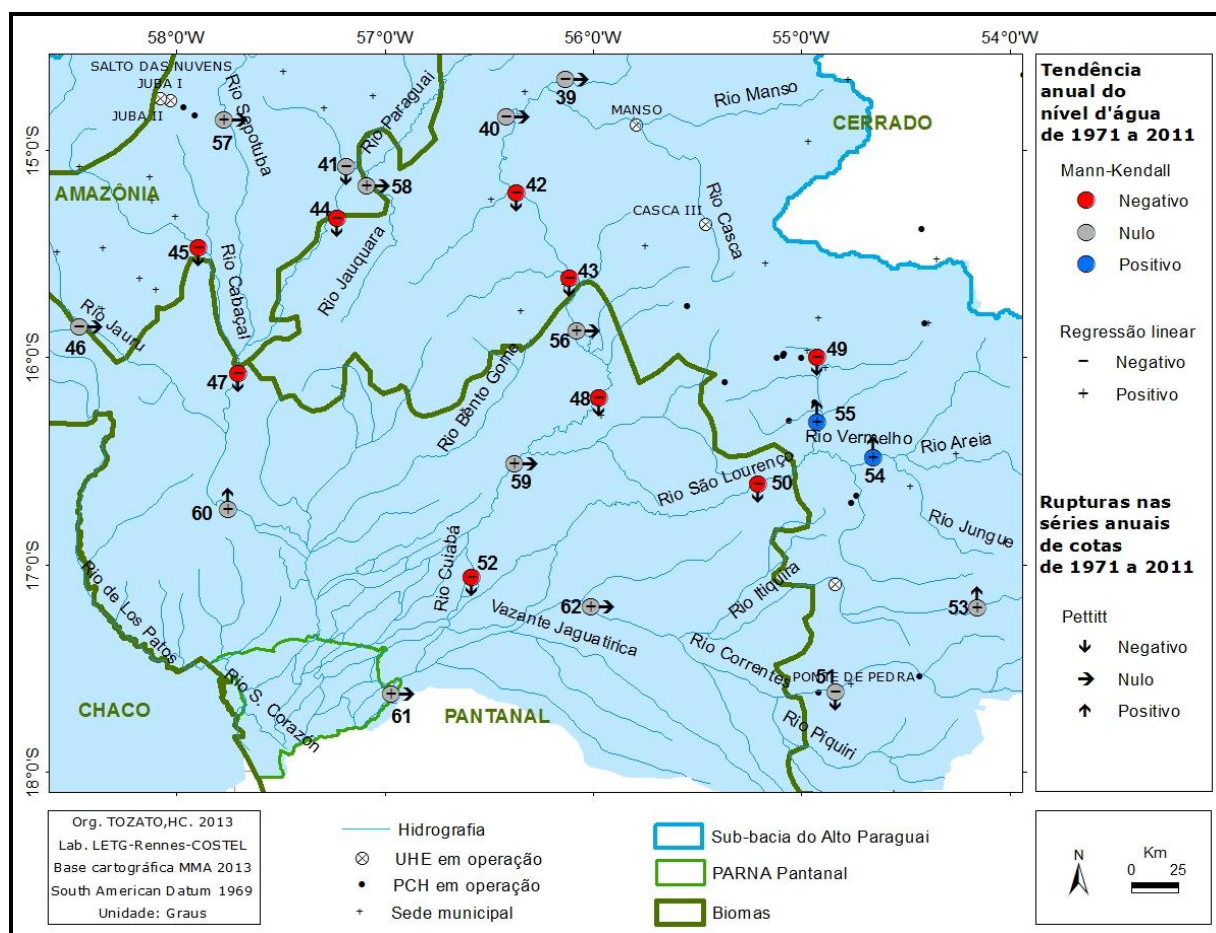 58°0'W 57°0'W 56°0'W 55°0'W 54°0'W
15°0'S
16°0'S
17°0'S
18°0'S
SALTO DAS NUVENS
JUBA I
JUBA II
57
Rio Sepotuba
Rio Paraguai
39
40
MANSO
Rio Manso
CERRADO
41
58
AMAZÔNIA
42
44
CASCA III
Rio Casca
45
Rio Cabaçal
Rio Jauquara
43
Rio Jauru
46
56
47
Rio Bento Gome
48
49
55
Rio Vermelho
Rio Areia
54
59
Rio São Lourenço
50
60
Rio Jungue
Rio Cuiabá
52
Rio de Los Patos
62
Vazante Jaguatirica
Rio Itiquira
53
Rio Correntes
51
PONTE DE PEDRA
Rio S. Corazón
CHACO
61
PANTANAL
Rio Piquiri
Tendência
anual do
nível d'água
de 1971 a 2011
Mann-Kendall
Negativo
Nulo
Positivo
Regressão linear
Negativo
Positivo
Rupturas nas
séries anuais
de cotas
de 1971 a 2011
Pettitt
Negativo
Nulo
Positivo
Org. TOZATO,HC. 2013
Lab. LETG-Rennes-COSTEL
Base cartográfica MMA 2013
South American Datum 1969
Unidade: Graus
Hidrografia
UHE em operação
PCH em operação
Sede municipal
Sub-bacia do Alto Paraguai
PARNA Pantanal
Biomas
N
Km
0 25